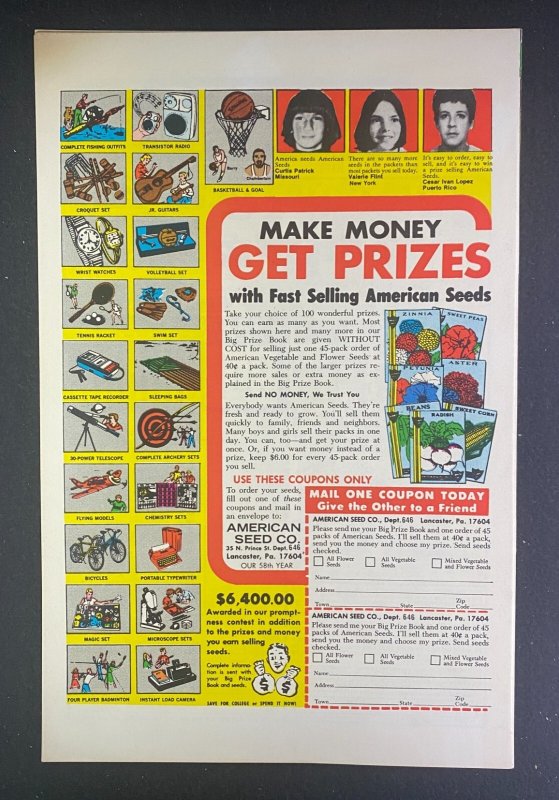 COMPLETE FISHING OUTFITS
TRANSISTOR RADIO
CROQUET SET
JR. GUITARS
WRIST WATCHES
VOLLEYBALL SET
TENNIS RACKET
SWIM SET
CASSETTE TAPE RECORDER
SLEEPING BAGS
30-POWER TELESCOPE
COMPLETE ARCHERY SETS
FLYING MODELS
CHEMISTRY SETS
BICYCLES
PORTABLE TYPEWRITER
MAGIC SET
MICROSCOPE SETS
FOUR PLAYER BADMINTON
INSTANT LOAD CAMERA
Barry
Chamberlain
BASKETBALL & GOAL
America needs American
Seeds
Curtis Patrick
Missouri
There are so many more
seeds in the packets than
most packets you sell today.
Valerie Flint
New York
It's easy to order, easy to
sell, and it's easy to win
a prize selling American
Seeds.
Cesar Ivan Lopez
Puerto Rico
MAKE MONEY
GET PRIZES
with Fast Selling American Seeds
Take your choice of 100 wonderful prizes.
You can earn as many as you want. Most
prizes shown here and many more in our
Big Prize Book are given WITHOUT
COST for selling just one 45-pack order of
American Vegetable and Flower Seeds at
40¢ a pack. Some of the larger prizes re-
quire more sales or extra money as ex-
plained in the Big Prize Book.
Send NO MONEY, We Trust You
Everybody wants American Seeds. They're
fresh and ready to grow. You'll sell them
quickly to family, friends and neighbors.
Many boys and girls sell their packs in one
day. You can, too—and get your prize at
once. Or, if you want money instead of a
prize, keep $6.00 for every 45-pack order
you sell.
ZINNIA
SWEET PEAS
PETUNIA
ASTER
BEANS
RADISH
SWEET CORN
USE THESE COUPONS ONLY
To order your seeds,
fill out one of these
coupons and mail in
an envelope to:
AMERICAN
SEED CO.
35 N. Prince St. Dept. 646
Lancaster, Pa. 17604
OUR 58th YEAR
$6,400.00
Awarded in our prompt-
ness contest in addition
to the prizes and money
you earn selling
seeds.
Complete informa-
tion is sent with
your Big Prize
Book and seeds.
$
$
SAVE FOR COLLEGE or SPEND IT NOW!
MAIL ONE COUPON TODAY
Give the Other to a Friend
AMERICAN SEED CO., Dept. 646 Lancaster, Pa. 17604
Please send me your Big Prize Book and one order of 45
packs of American Seeds. I'll sell them at 40¢ a pack,
send you the money and choose my prize. Send seeds
checked.
All Flower
Seeds
All Vegetable
Seeds
Mixed Vegetable
and Flower Seeds
Name
Address
Town State Zip
Code
AMERICAN SEED CO., Dept. 646 Lancaster, Pa. 17604
Please send me your Big Prize Book and one order of 45
packs of American Seeds. I'll sell them at 40¢ a pack,
send you the money and choose my prize. Send seeds
checked.
All Flower
Seeds
All Vegetable
Seeds
Mixed Vegetable
and Flower Seeds
Name
Address
Town State Zip
Code